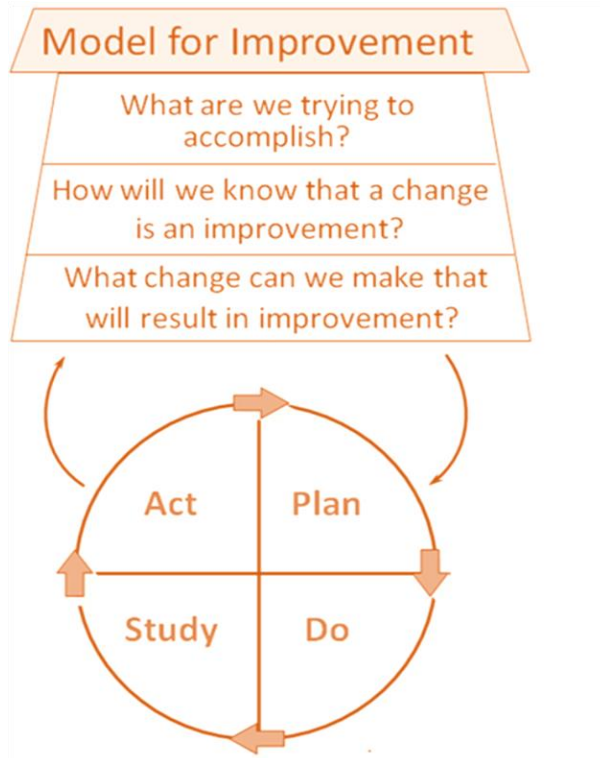 Model for Improvement
What are we trying to
accomplish?
How will we know that a change
is an improvement?
What change can we make that
will result in improvement?
Act
Plan
Study
Do